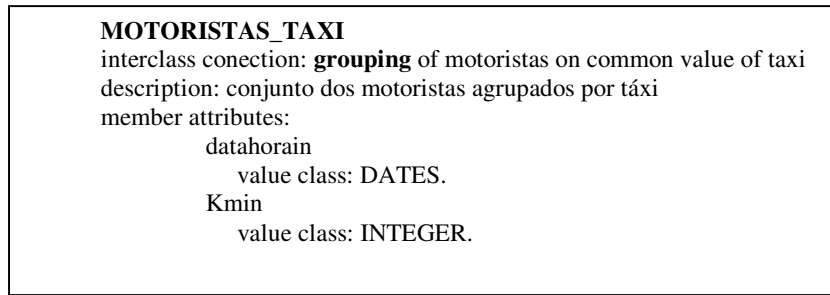 MOTORISTAS_TAXI
interclass conection: grouping of motoristas on common value of taxi
description: conjunto dos motoristas agrupados por táxi
member attributes:
datahorain
value class: DATES.
Kmin
value class: INTEGER.